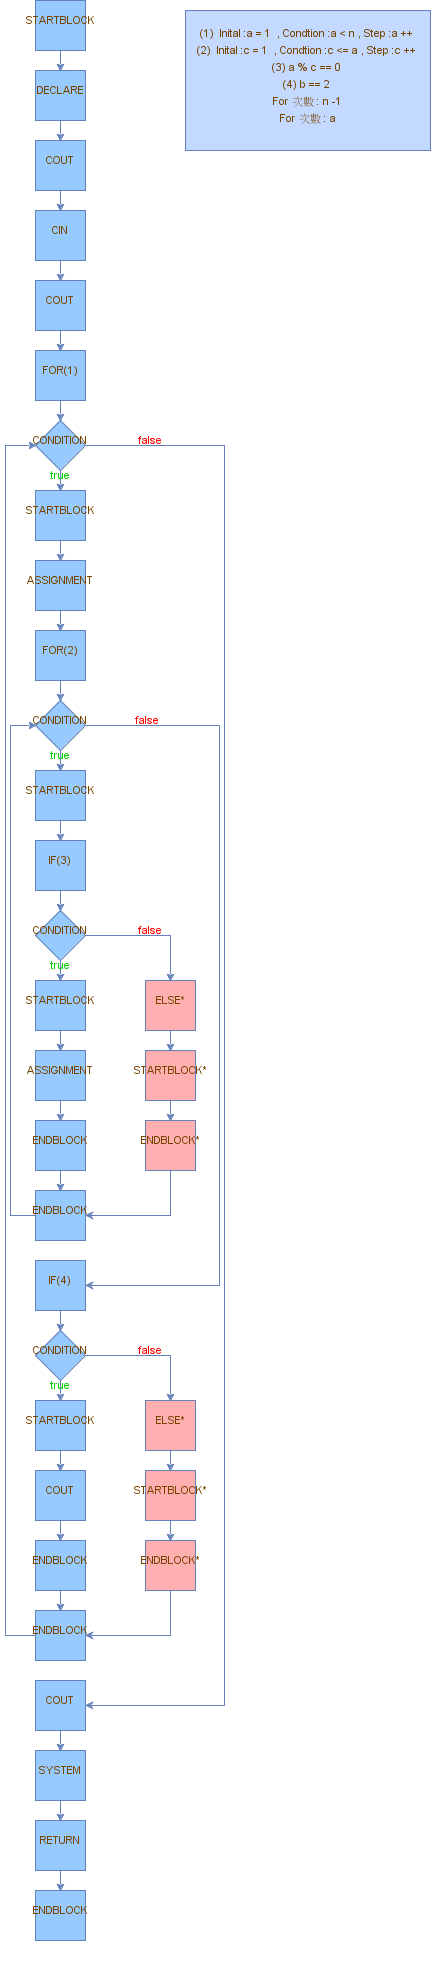 STARTBLOCK
(1) Inital :a = 1 , Condtion :a < n , Step :a ++
(2) Inital :c = 1 , Condtion :c <= a , Step :c ++
(3) a % c == 0
(4) b == 2
For 次數 : n -1
For 次數 : a
DECLARE
COUT
CIN
COUT
FOR(1)
CONDITION
false
true
STARTBLOCK
ASSIGNMENT
FOR(2)
CONDITION
false
true
STARTBLOCK
IF(3)
CONDITION
false
true
STARTBLOCK
ELSE*
ASSIGNMENT
STARTBLOCK*
ENDBLOCK
ENDBLOCK*
ENDBLOCK
IF(4)
CONDITION
false
true
STARTBLOCK
ELSE*
COUT
STARTBLOCK*
ENDBLOCK
ENDBLOCK*
ENDBLOCK
COUT
SYSTEM
RETURN
ENDBLOCK